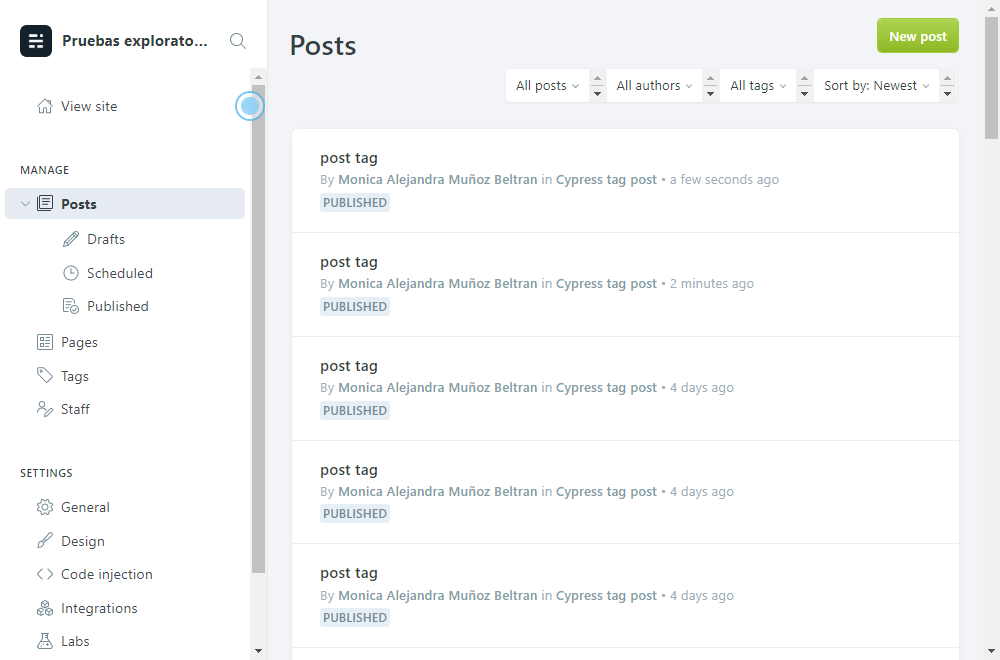 Pruebas explorato...
View site
MANAGE
Posts
Drafts
Scheduled
Published
Pages
Tags
Staff
SETTINGS
General
Design
Code injection
Integrations
Labs
Posts
New post
All posts
All authors
All tags
Sort by: Newest
post tag
By Monica Alejandra Muñoz Beltran in Cypress tag post • a few seconds ago
PUBLISHED
post tag
By Monica Alejandra Muñoz Beltran in Cypress tag post • 2 minutes ago
PUBLISHED
post tag
By Monica Alejandra Muñoz Beltran in Cypress tag post • 4 days ago
PUBLISHED
post tag
By Monica Alejandra Muñoz Beltran in Cypress tag post • 4 days ago
PUBLISHED
post tag
By Monica Alejandra Muñoz Beltran in Cypress tag post • 4 days ago
PUBLISHED